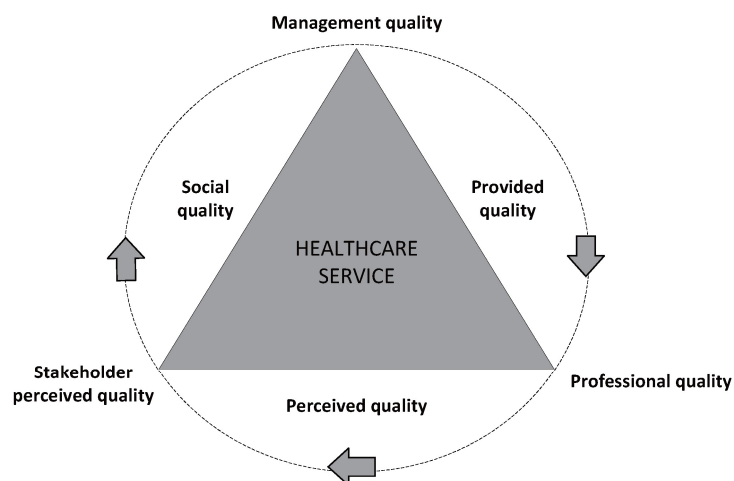 Management quality
Social
quality
Provided
quality
HEALTHCARE
SERVICE
Stakeholder
perceived quality
Professional quality
Perceived quality